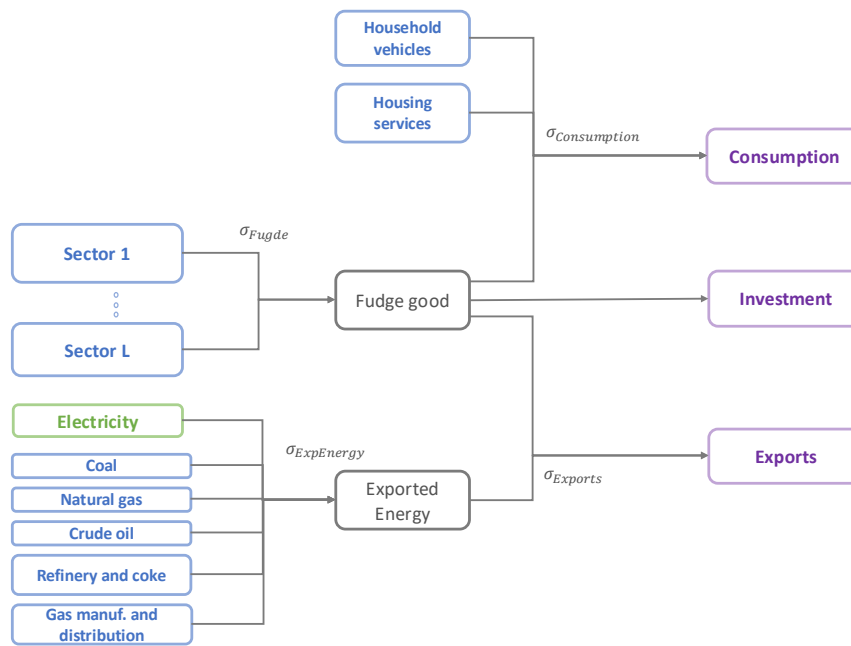 Household
vehicles
Housing
services
σConsumption
Consumption
σFugde
Sector 1
Fudge good
Investment
Sector L
Electricity
σExpEnergy
Coal
Exported
Energy
σExports
Exports
Natural gas
Crude oil
Refinery and coke
Gas manuf. and
distribution